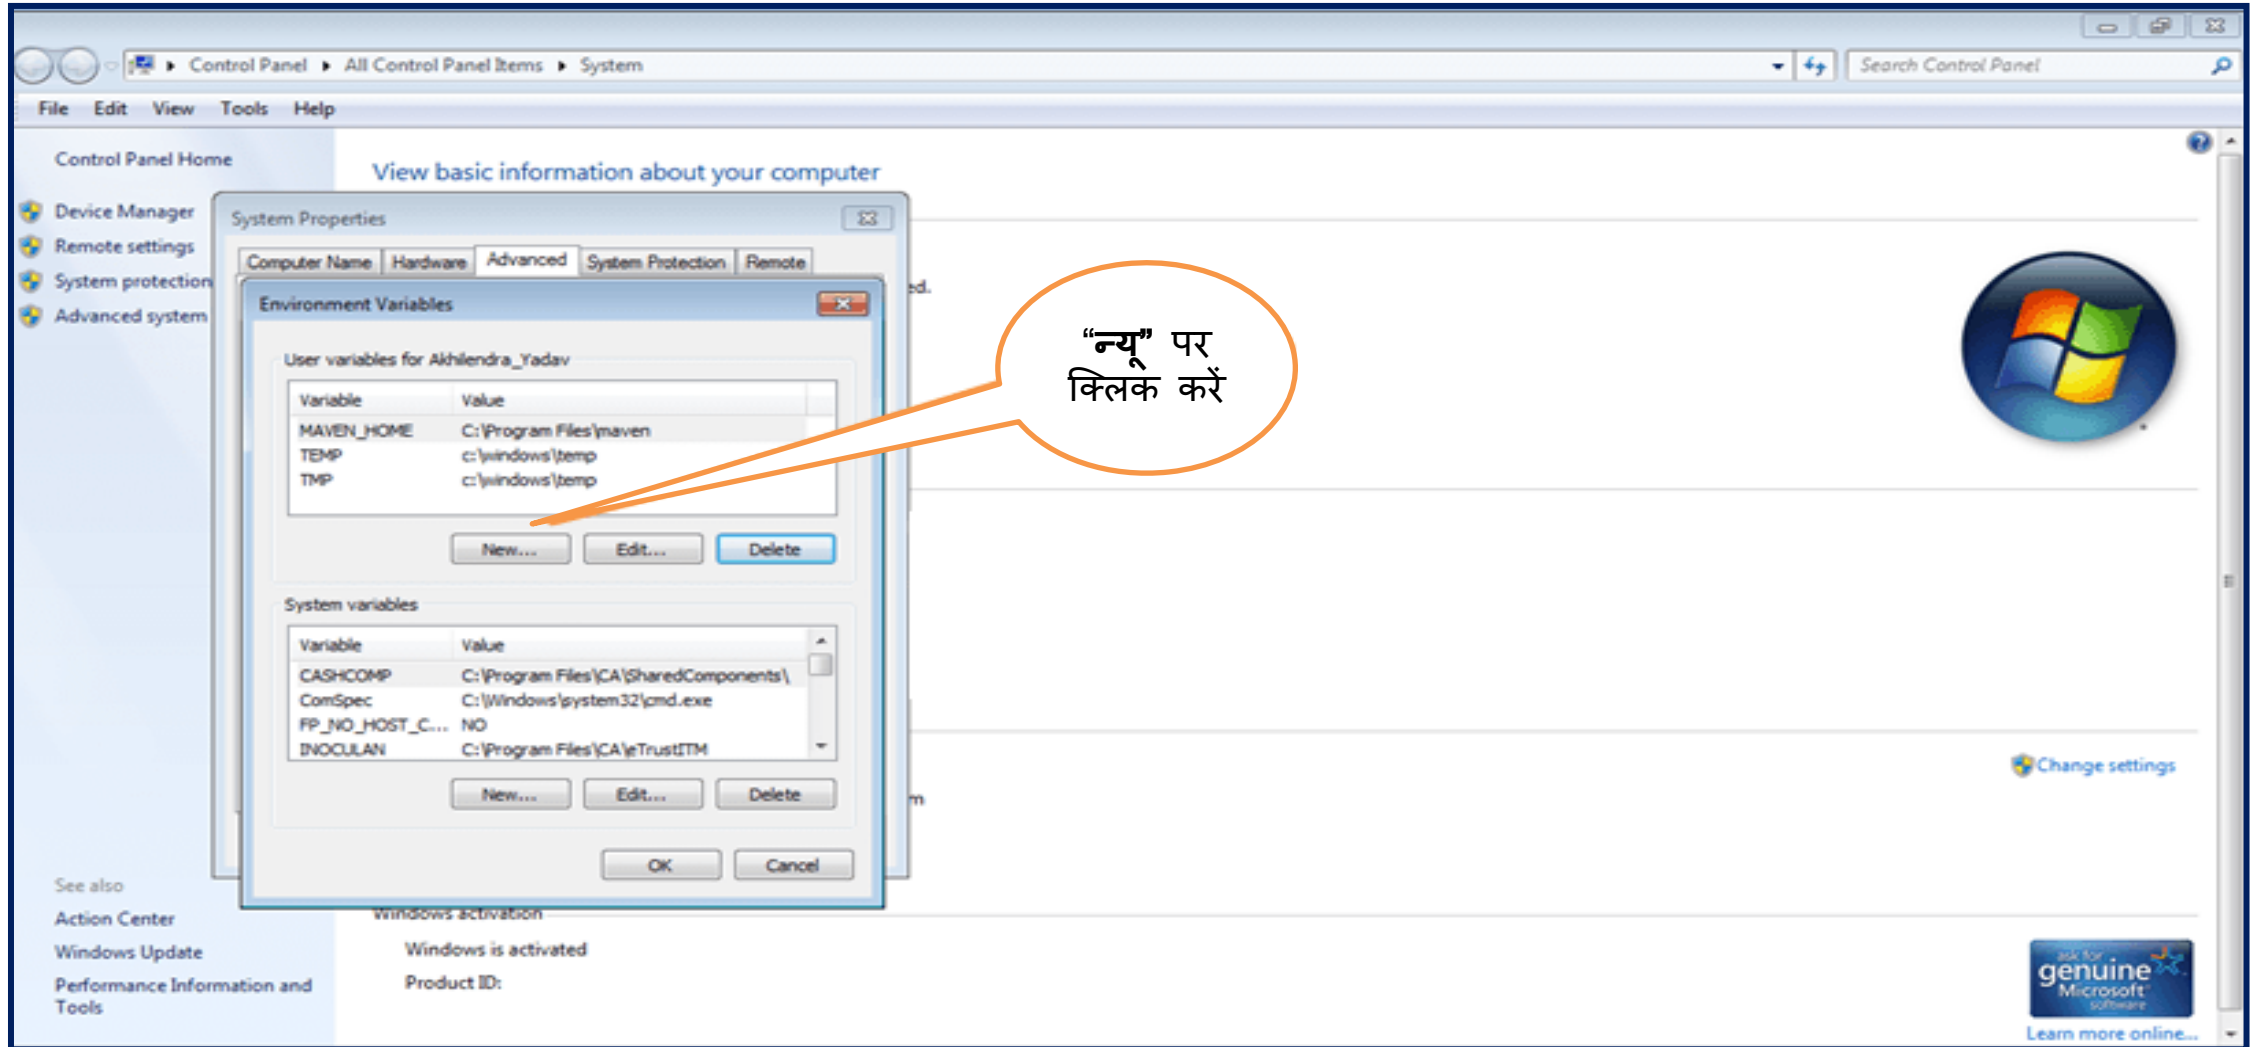 Control Panel ▸ All Control Panel Items ▸ System
Search Control Panel
File Edit View Tools Help
Control Panel Home
Device Manager
Remote settings
System protection
Advanced system
View basic information about your computer
System Properties
Computer Name Hardware Advanced System Protection Remote
ed.
Environment Variables
User variables for Akhilendra_Yadav
Variable Value
MAVEN_HOME C:\Program Files\maven
TEMP c:\windows\temp
TMP c:\windows\temp
New... Edit... Delete
“न्यू” पर
क्लिक करें
System variables
Variable Value
CASHCOMP C:\Program Files\CA\SharedComponents\
ComSpec C:\Windows\system32\cmd.exe
FP_NO_HOST_C... NO
INOCULAN C:\Program Files\CA\eTrustITM
New... Edit... Delete
OK Cancel
m
Change settings
See also
Action Center
Windows Update
Performance Information and
Tools
Windows activation
Windows is activated
Product ID:
ask for
genuine
Microsoft
software
Learn more online...